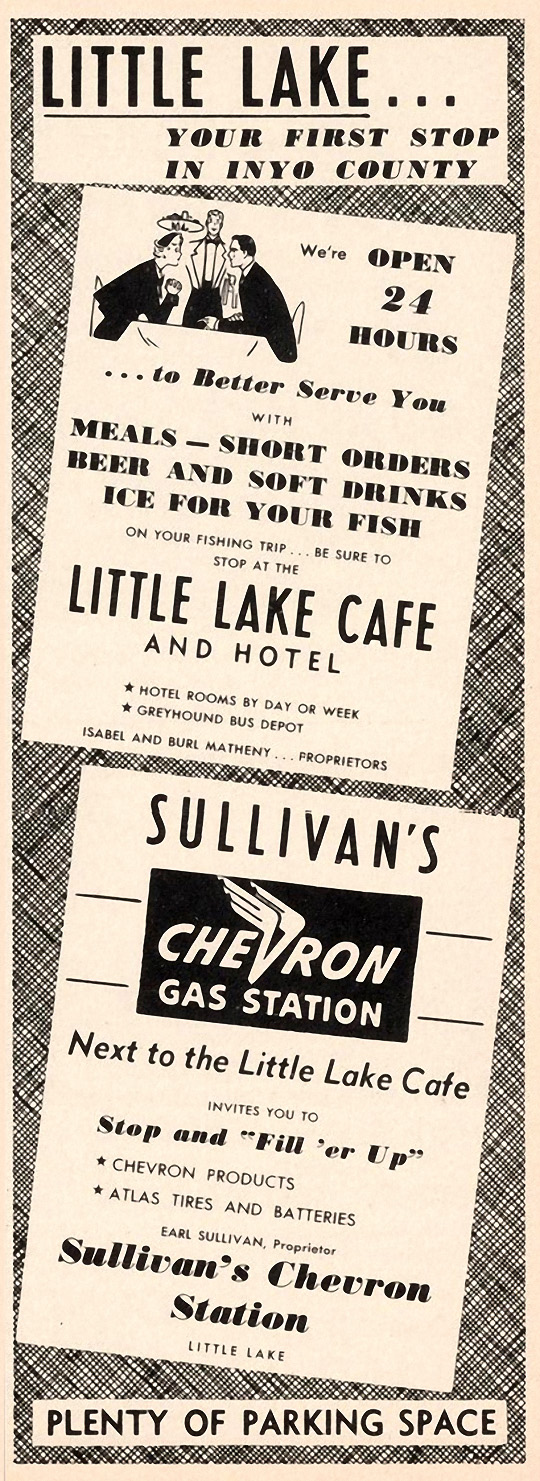 LITTLE LAKE...
YOUR FIRST STOP
IN INYO COUNTY
We're OPEN
24
HOURS
...to Better Serve You
WITH
MEALS — SHORT ORDERS
BEER AND SOFT DRINKS
ICE FOR YOUR FISH
ON YOUR FISHING TRIP...BE SURE TO
STOP AT THE
LITTLE LAKE CAFE
AND HOTEL
★ HOTEL ROOMS BY DAY OR WEEK
★ GREYHOUND BUS DEPOT
ISABEL AND BURL MATHENY...PROPRIETORS
SULLIVAN'S
CHEVRON
GAS STATION
Next to the Little Lake Cafe
INVITES YOU TO
Stop and "Fill 'er Up"
★ CHEVRON PRODUCTS
★ ATLAS TIRES AND BATTERIES
EARL SULLIVAN, Proprietor
Sullivan's Chevron
Station
LITTLE LAKE
PLENTY OF PARKING SPACE